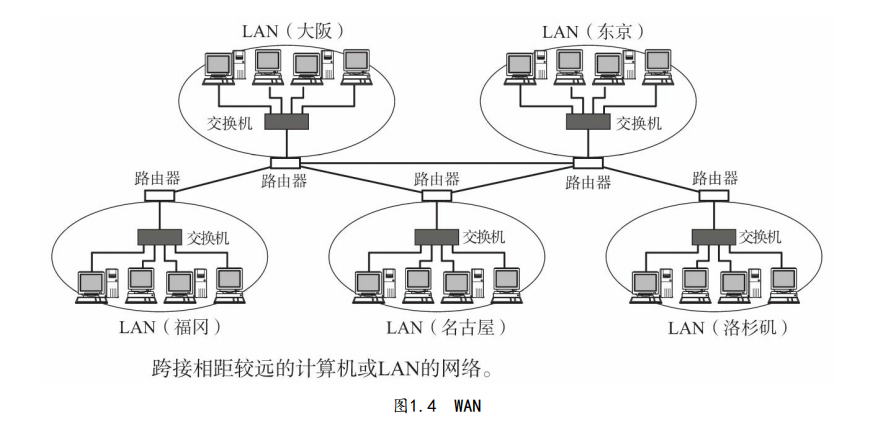 LAN（大阪）
LAN（东京）
交换机
交换机
路由器
路由器
路由器
路由器
路由器
交换机
交换机
交换机
LAN（福冈）
LAN（名古屋）
LAN（洛杉矶）
跨接相距较远的计算机或LAN的网络。
图1.4 WAN